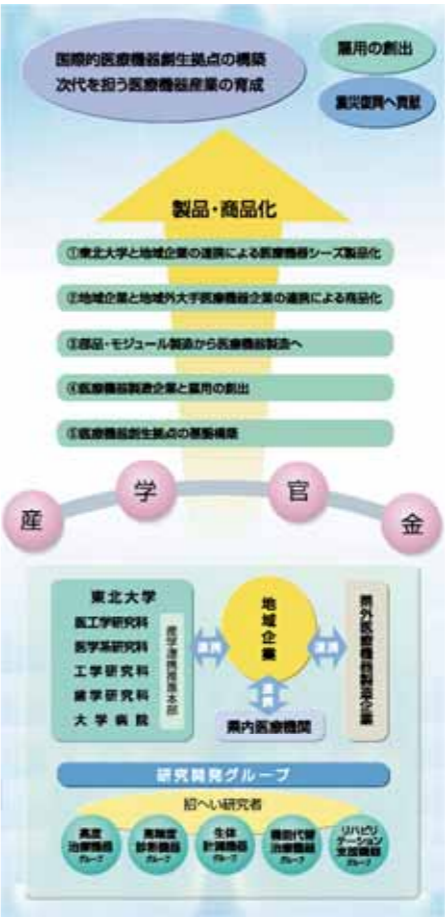 国際的医療機器創生拠点の構築
次代を担う医療機器産業の育成
雇用の創出
震災復興へ貢献
製品・商品化
①東北大学と地域企業の連携による医療機器シーズ製品化
②地域企業と地域外大手医療機器企業の連携による商品化
③部品・モジュール製造から医療機器製造へ
④医療機器製造企業と雇用の創出
⑤医療機器創生拠点の基盤構築
産
学
官
金
東北大学
医工学研究科
医学系研究科
工学研究科
歯学研究科
大学病院
産学連携推進本部
連携
地域企業
連携
県外医療機器製造企業
連携
県内医療機関
研究開発グループ
招へい研究者
高度
治療機器
グループ
高精度
診断機器
グループ
生体
計測機器
グループ
機能代替
治療機器
グループ
リハビリ
テーション
支援機器
グループ